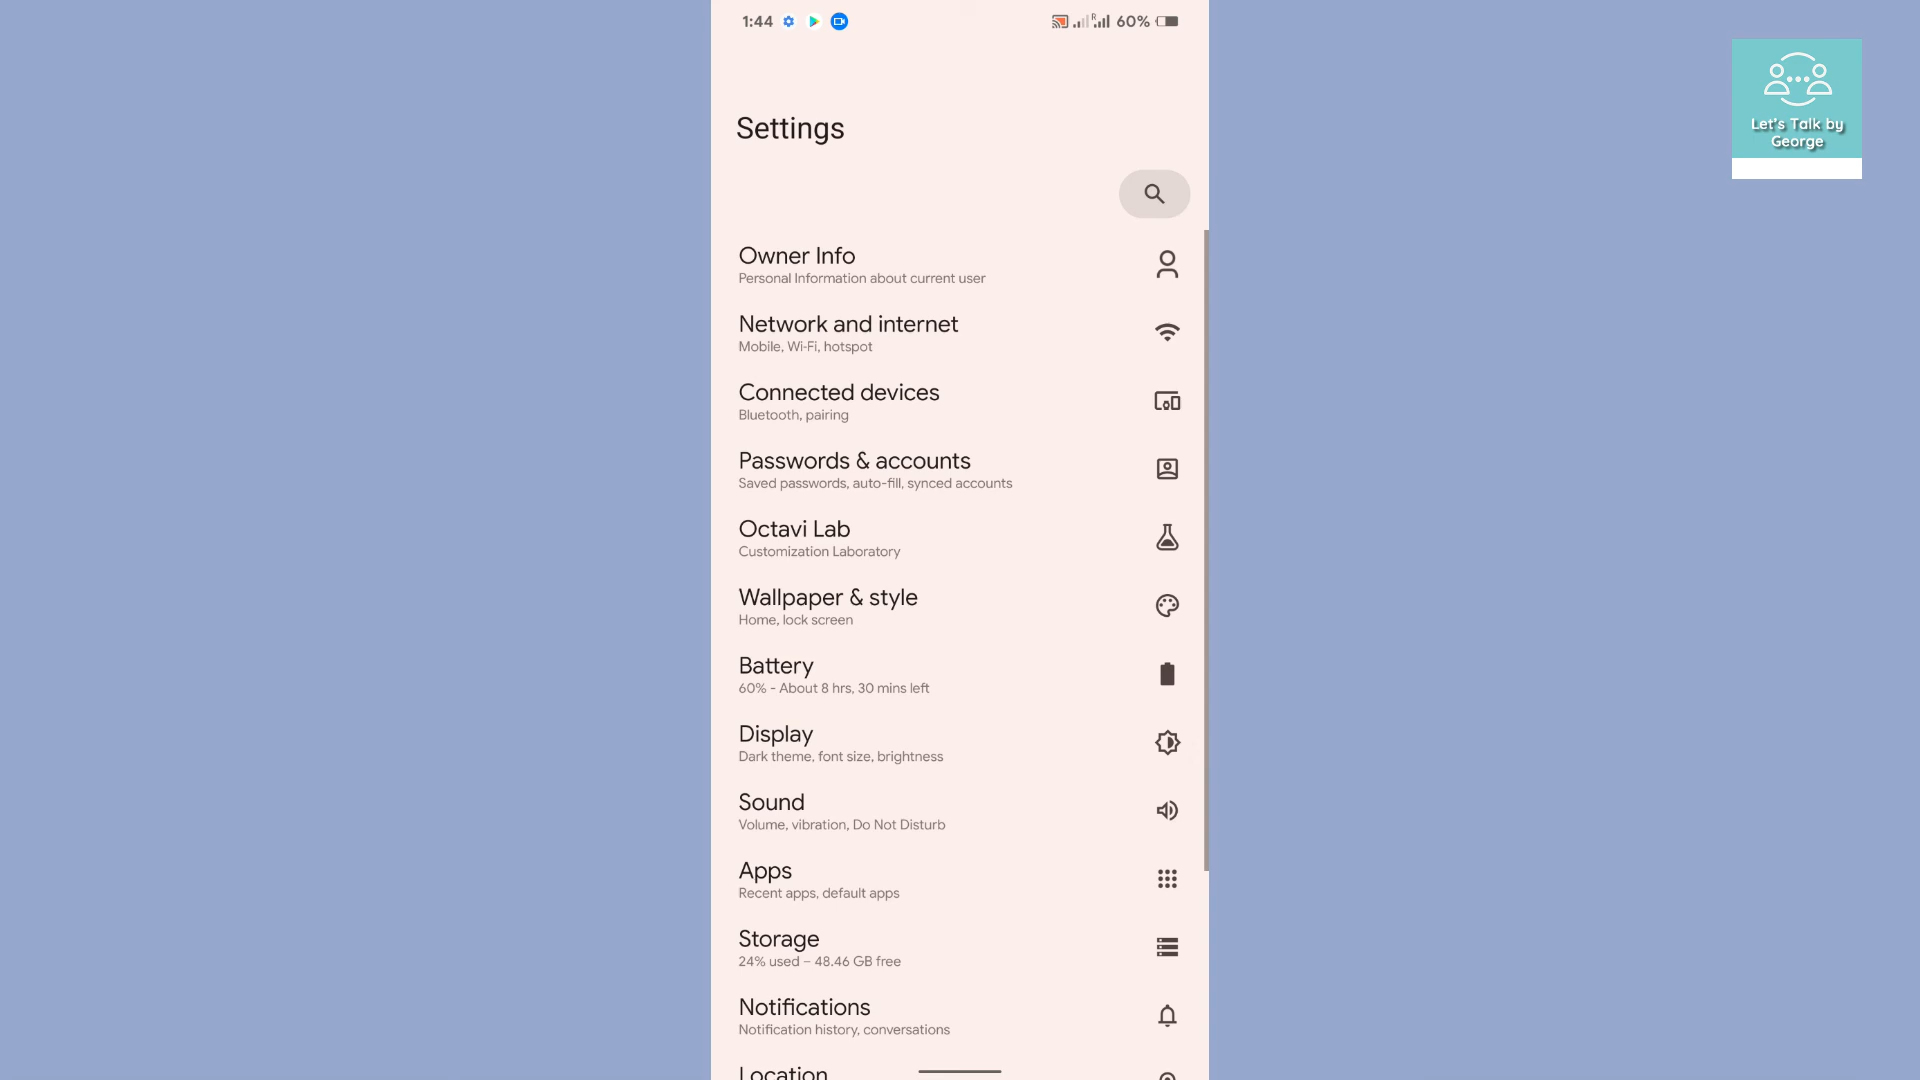 1:44
R
60%
Let's Talk by
George
Settings
Owner Info
Personal Information about current user
Network and internet
Mobile, Wi-Fi, hotspot
Connected devices
Bluetooth, pairing
Passwords & accounts
Saved passwords, auto-fill, synced accounts
Octavi Lab
Customization Laboratory
Wallpaper & style
Home, lock screen
Battery
60% - About 8 hrs, 30 mins left
Display
Dark theme, font size, brightness
Sound
Volume, vibration, Do Not Disturb
Apps
Recent apps, default apps
Storage
24% used – 48.46 GB free
Notifications
Notification history, conversations
Location